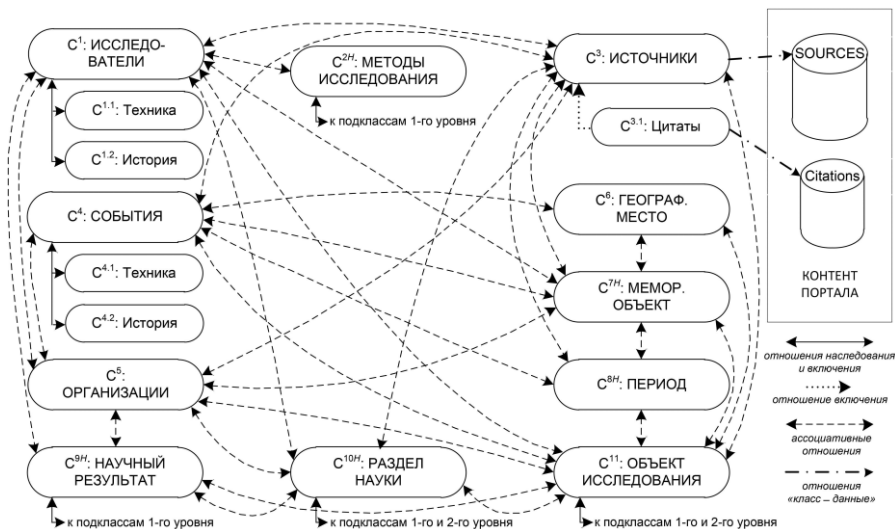 C¹: ИССЛЕДО-
ВАТЕЛИ
C¹·¹: Техника
C¹·²: История
C²ᴴ: МЕТОДЫ
ИССЛЕДОВАНИЯ
к подклассам 1-го уровня
C³: ИСТОЧНИКИ
C³·¹: Цитаты
SOURCES
Citations
КОНТЕНТ
ПОРТАЛА
C⁴: СОБЫТИЯ
C⁴·¹: Техника
C⁴·²: История
C⁶: ГЕОГРАФ.
МЕСТО
C⁷ᴴ: МЕМОР.
ОБЪЕКТ
C⁵:
ОРГАНИЗАЦИИ
C⁸ᴴ: ПЕРИОД
C⁹ᴴ: НАУЧНЫЙ
РЕЗУЛЬТАТ
к подклассам 1-го уровня
C¹⁰ᴴ: РАЗДЕЛ
НАУКИ
к подклассам 1-го и 2-го уровня
C¹¹: ОБЪЕКТ
ИССЛЕДОВАНИЯ
к подклассам 1-го и 2-го уровня
отношения наследования
и включения
отношение включения
ассоциативные
отношения
отношения
«класс – данные»